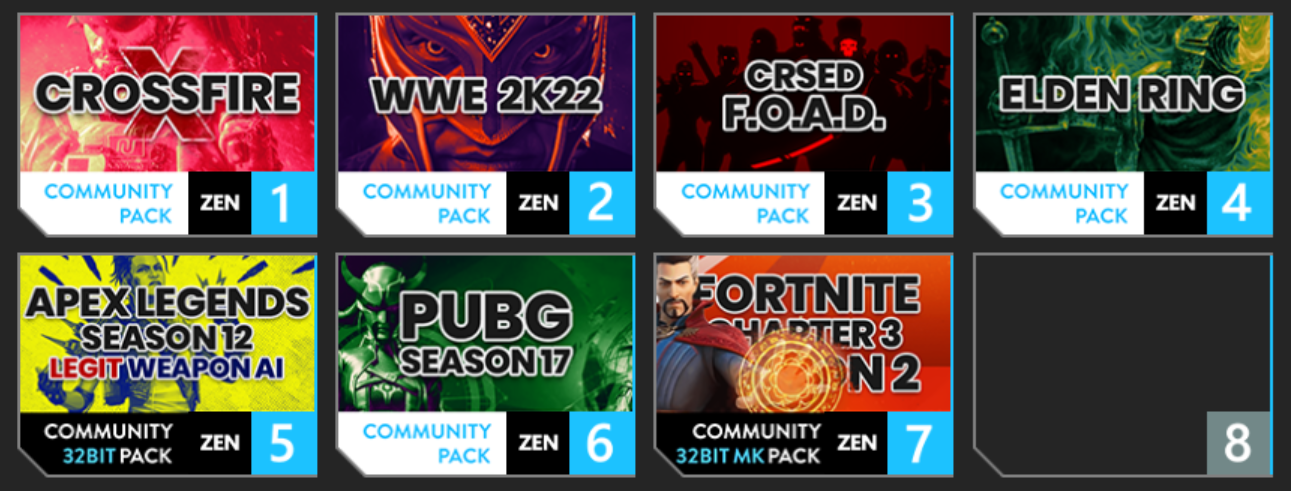 CROSSFIRE
X
COMMUNITY
PACK
ZEN
1
WWE 2K22
COMMUNITY
PACK
ZEN
2
CRSED
F.O.A.D.
COMMUNITY
PACK
ZEN
3
ELDEN RING
COMMUNITY
PACK
ZEN
4
APEX LEGENDS
SEASON 12
LEGIT WEAPON AI
COMMUNITY
32BIT PACK
ZEN
5
PUBG
SEASON 17
COMMUNITY
PACK
ZEN
6
FORTNITE
CHAPTER 3
N 2
COMMUNITY
32BIT MK PACK
ZEN
7
8